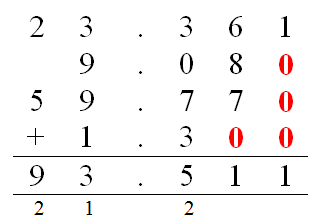 2 3 . 3 6 1
9 . 0 8 0
5 9 . 7 7 0
+ 1 . 3 0 0
9 3 . 5 1 1
2 1 2